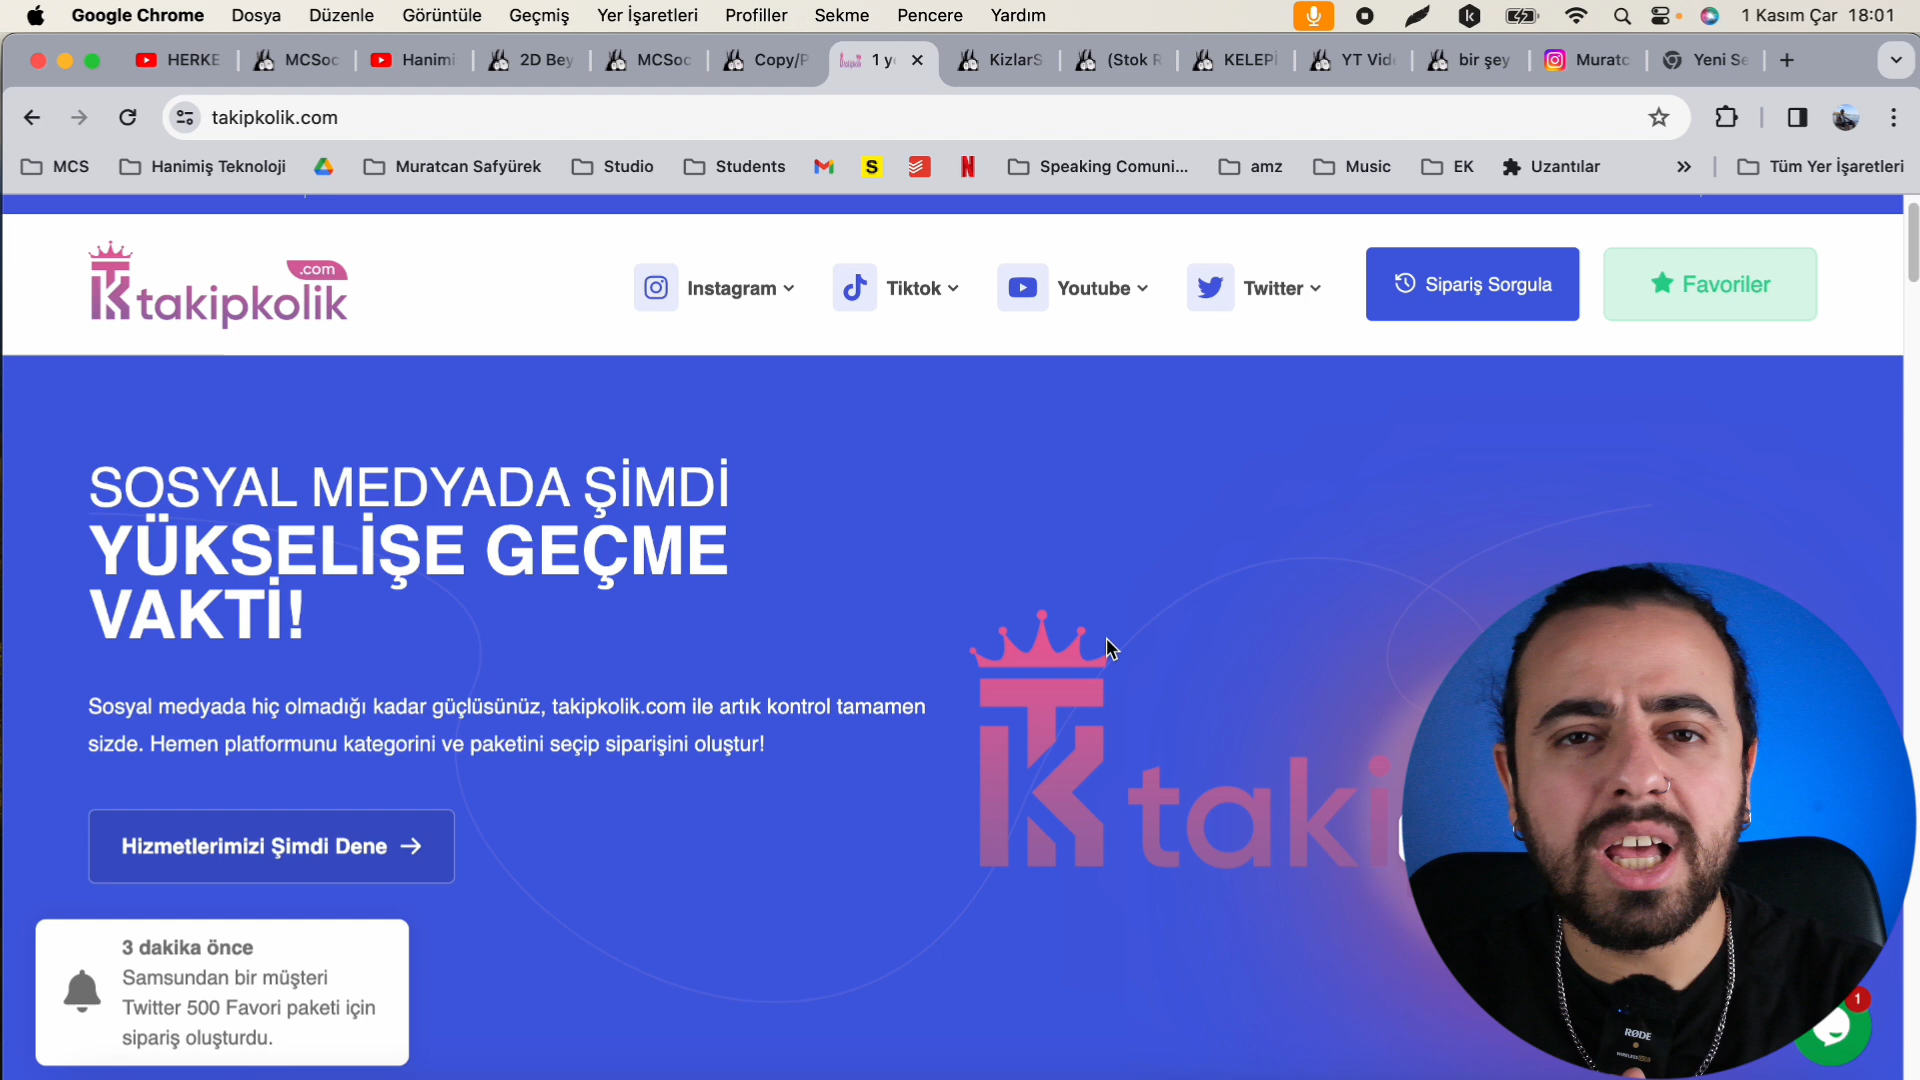 Google Chrome Dosya Düzenle Görüntüle Geçmiş Yer İşaretleri Profiller Sekme Pencere Yardım 1 Kasım Çar 18:01
HERKE MCSoc Hanimi 2D Bey MCSoc Copy/P 1 y KizlarS (Stok R KELEPİ YT Vid bir şey Muratc Yeni Se
takipkolik.com
MCS Hanimiş Teknoloji Muratcan Safyürek Studio Students S N Speaking Comuni... amz Music EK Uzantılar » Tüm Yer İşaretleri
takipkolik .com
Instagram Tiktok Youtube Twitter Sipariş Sorgula Favoriler
SOSYAL MEDYADA ŞİMDİ
YÜKSELİŞE GEÇME
VAKTİ!
Sosyal medyada hiç olmadığı kadar güçlüsünüz, takipkolik.com ile artık kontrol tamamen
sizde. Hemen platformunu kategorini ve paketini seçip siparişini oluştur!
TK taki
Hizmetlerimizi Şimdi Dene →
3 dakika önce
Samsundan bir müşteri
Twitter 500 Favori paketi için
sipariş oluşturdu.
1
RØDE